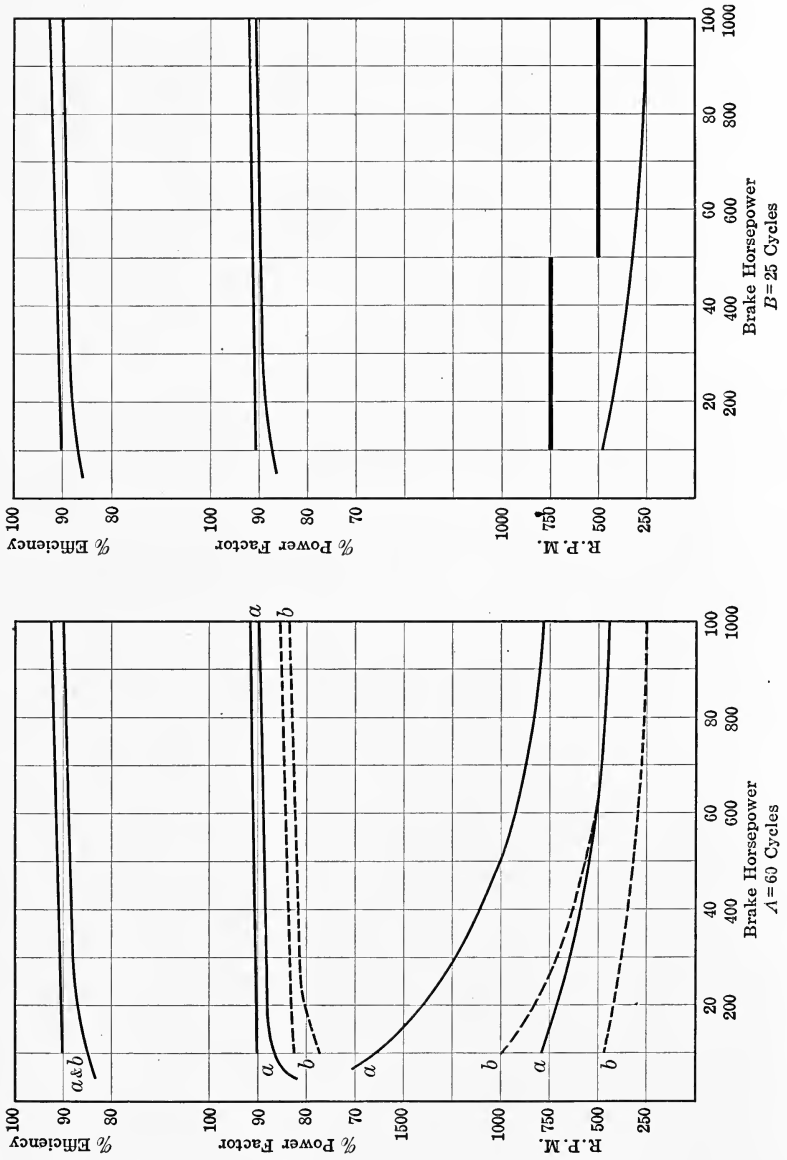 100
90
80
% Efficiency
100
90
80
70
% Power Factor
1000
750
500
250
R.P.M.
20 40 60 80 100
200 400 600 800 1000
Brake Horsepower
B=25 Cycles
100
90
80
% Efficiency
a&b
100
90
80
% Power Factor
a
b
a
b
1500
1000
750
500
250
R.P.M.
a
b
a
b
20 40 60 80 100
200 400 600 800 1000
Brake Horsepower
A=60 Cycles